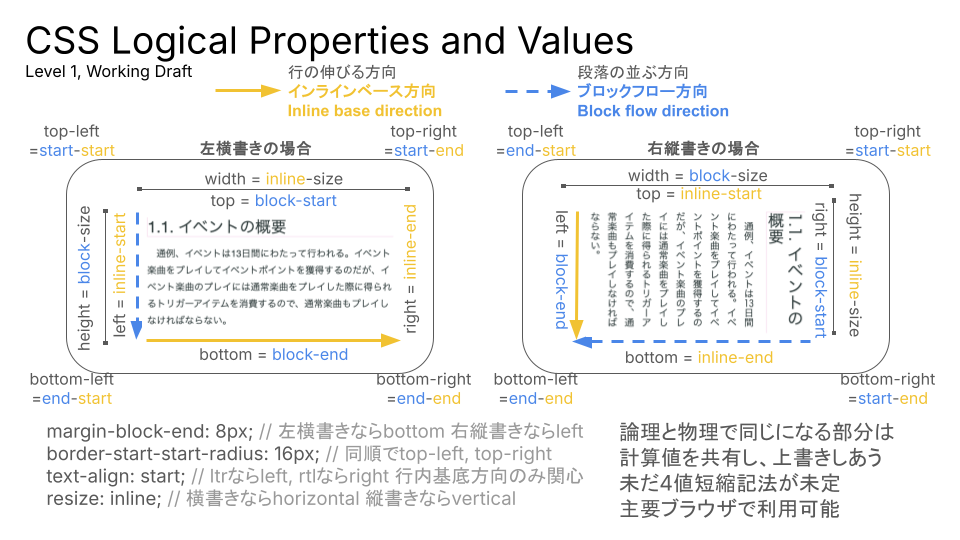 CSS Logical Properties and Values
Level 1, Working Draft
行の伸びる方向
インラインベース方向
Inline base direction
段落の並ぶ方向
ブロックフロー方向
Block flow direction
top-left
=start-start
左横書きの場合
top-right
=start-end
width = inline-size
top = block-start
height = block-size
left = inline-start
1.1. イベントの概要
通例、イベントは13日間にわたって行われる。イベント
楽曲をプレイしてイベントポイントを獲得するのだが、イベ
ント楽曲のプレイには通常楽曲をプレイした際に得られ
るトリガーアイテムを消費するので、通常楽曲もプレイし
なければならない。
right = inline-end
bottom = block-end
bottom-left
=end-start
bottom-right
=end-end
top-left
=end-start
右縦書きの場合
top-right
=start-start
width = block-size
top = inline-start
left = block-end
1.1. イベントの
概要
通例、イベントは13日間
にわたって行われる。イベ
ント楽曲をプレイしてイベ
ントポイントを獲得するの
だが、イベント楽曲のプレ
イには通常楽曲をプレイし
た際に得られるトリガーア
イテムを消費するので、通
常楽曲もプレイしなければ
ならない。
right = block-start
height = inline-size
bottom = inline-end
bottom-left
=end-end
bottom-right
=start-end
margin-block-end: 8px; // 左横書きならbottom 右縦書きならleft
border-start-start-radius: 16px; // 同順でtop-left, top-right
text-align: start; // ltrならleft, rtlならright 行内基底方向のみ関心
resize: inline; // 横書きならhorizontal 縦書きならvertical
論理と物理で同じになる部分は
計算値を共有し、上書きしあう
未だ4値短縮記法が未定
主要ブラウザで利用可能